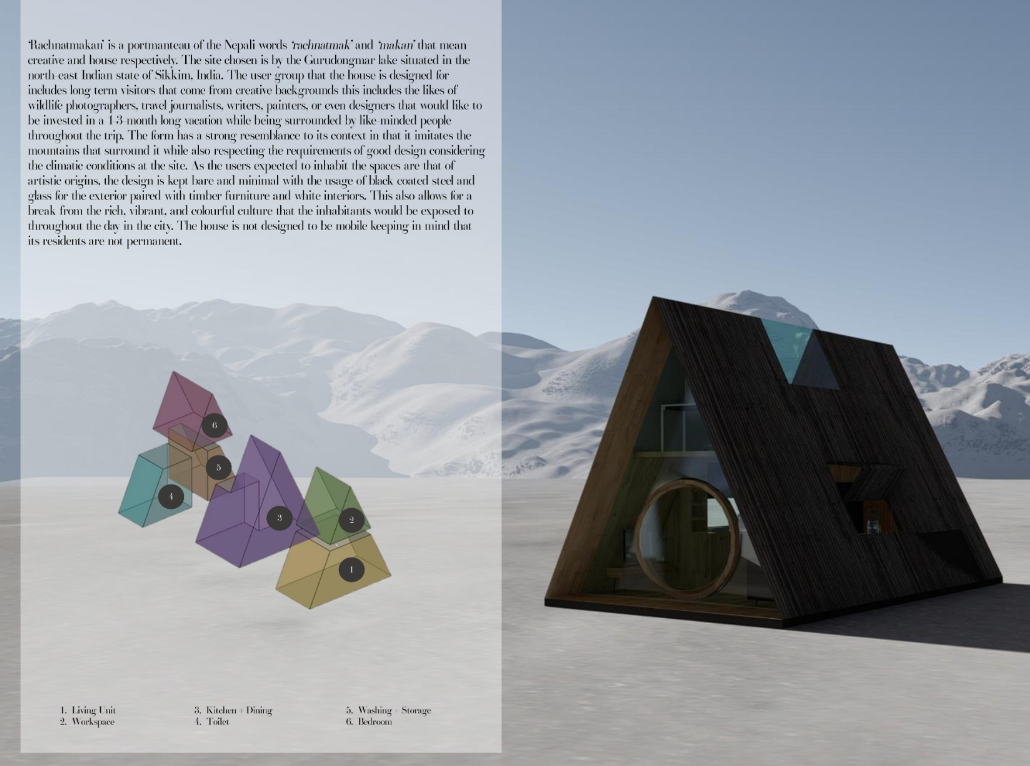 'Rachnatmakan' is a portmanteau of the Nepali words 'rachnatmak' and 'makan' that mean
creative and house respectively. The site chosen is by the Gurudongmar lake situated in the
north-east Indian state of Sikkim, India. The user group that the house is designed for
includes long term visitors that come from creative backgrounds this includes the likes of
wildlife photographers, travel journalists, writers, painters, or even designers that would like to
be invested in a 1-3-month long vacation while being surrounded by like-minded people
throughout the trip. The form has a strong resemblance to its context in that it imitates the
mountains that surround it while also respecting the requirements of good design considering
the climatic conditions at the site. As the users expected to inhabit the spaces are that of
artistic origins, the design is kept bare and minimal with the usage of black coated steel and
glass for the exterior paired with timber furniture and white interiors. This also allows for a
break from the rich, vibrant, and colourful culture that the inhabitants would be exposed to
throughout the day in the city. The house is not designed to be mobile keeping in mind that
its residents are not permanent.
6
5
4
3
2
1
1. Living Unit
2. Workspace
3. Kitchen + Dining
4. Toilet
5. Washing + Storage
6. Bedroom